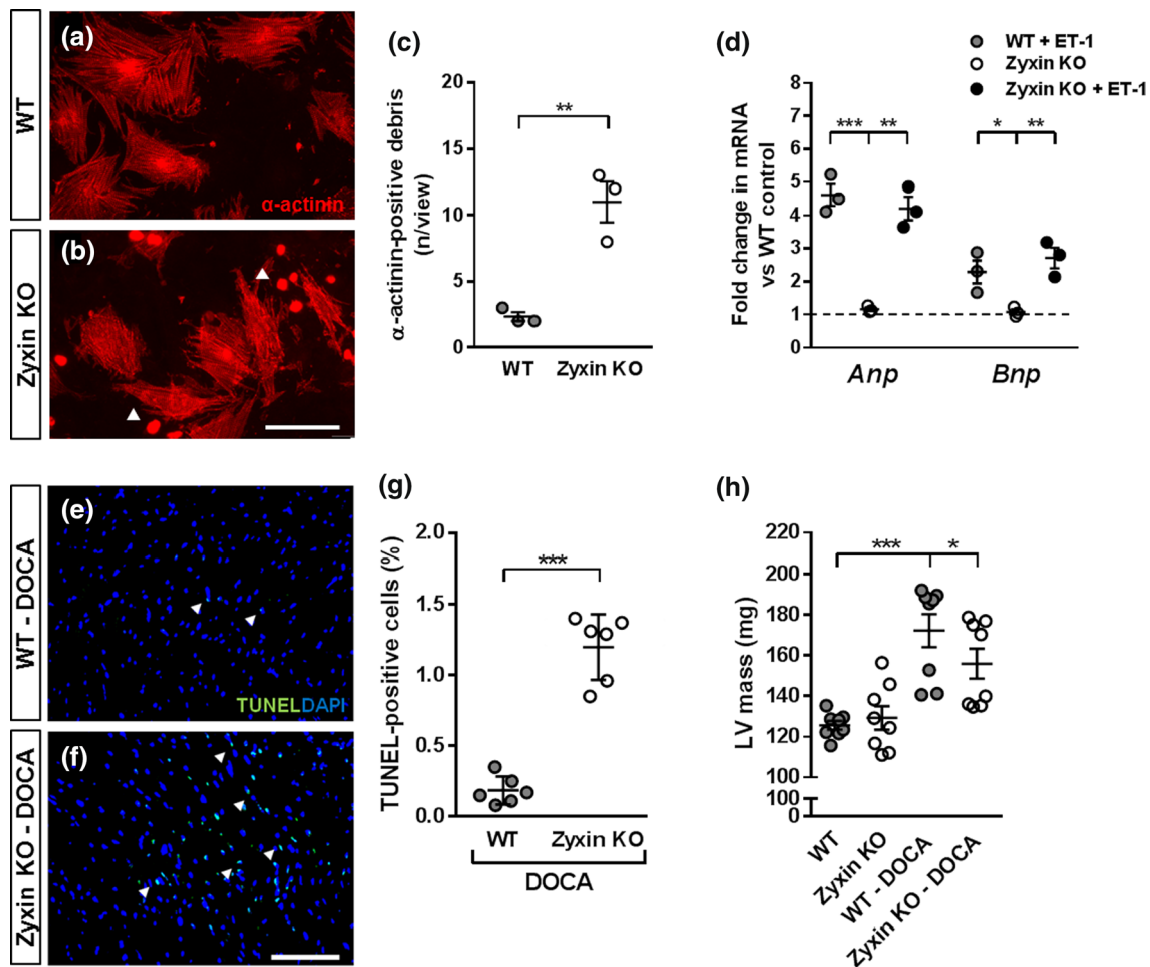 WT
(a)
α-actinin
Zyxin KO
(b)
(c)
α-actinin-positive debris
(n/view)
20
15
10
5
0
**
WT
Zyxin KO
(d)
WT + ET-1
Zyxin KO
Zyxin KO + ET-1
Fold change in mRNA
vs WT control
8
7
6
5
4
3
2
1
0
***
**
*
**
Anp
Bnp
WT - DOCA
(e)
TUNELDAPI
Zyxin KO - DOCA
(f)
(g)
TUNEL-positive cells (%)
2.0
1.5
1.0
0.5
0.0
***
WT
Zyxin KO
DOCA
(h)
LV mass (mg)
220
200
180
160
140
120
100
100
0
***
*
WT
Zyxin KO
WT - DOCA
Zyxin KO - DOCA